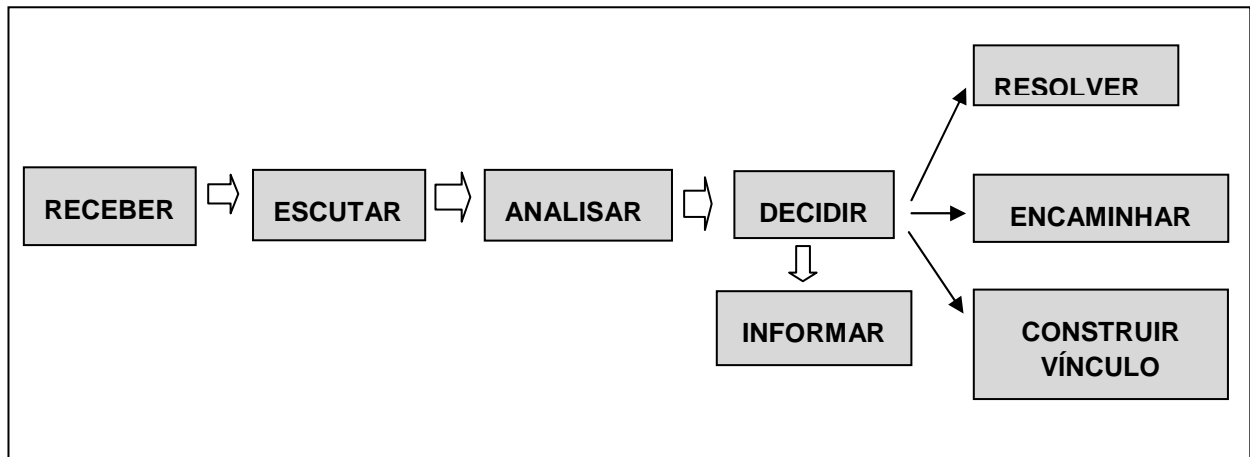 RECEBER
ESCUTAR
ANALISAR
DECIDIR
INFORMAR
RESOLVER
ENCAMINHAR
CONSTRUIR
VÍNCULO